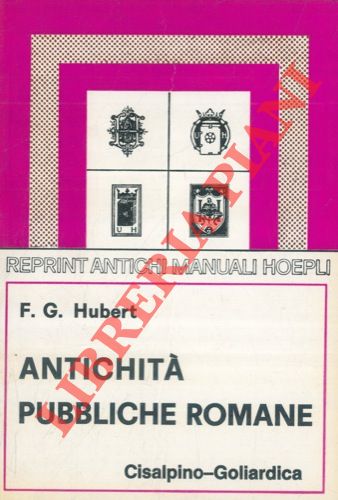 U H
REPRINT ANTICHI MANUALI HOEPLI
F. G. Hubert
ANTICHITÀ
PUBBLICHE ROMANE
Cisalpino–Goliardica
LIBRERIA PIANI